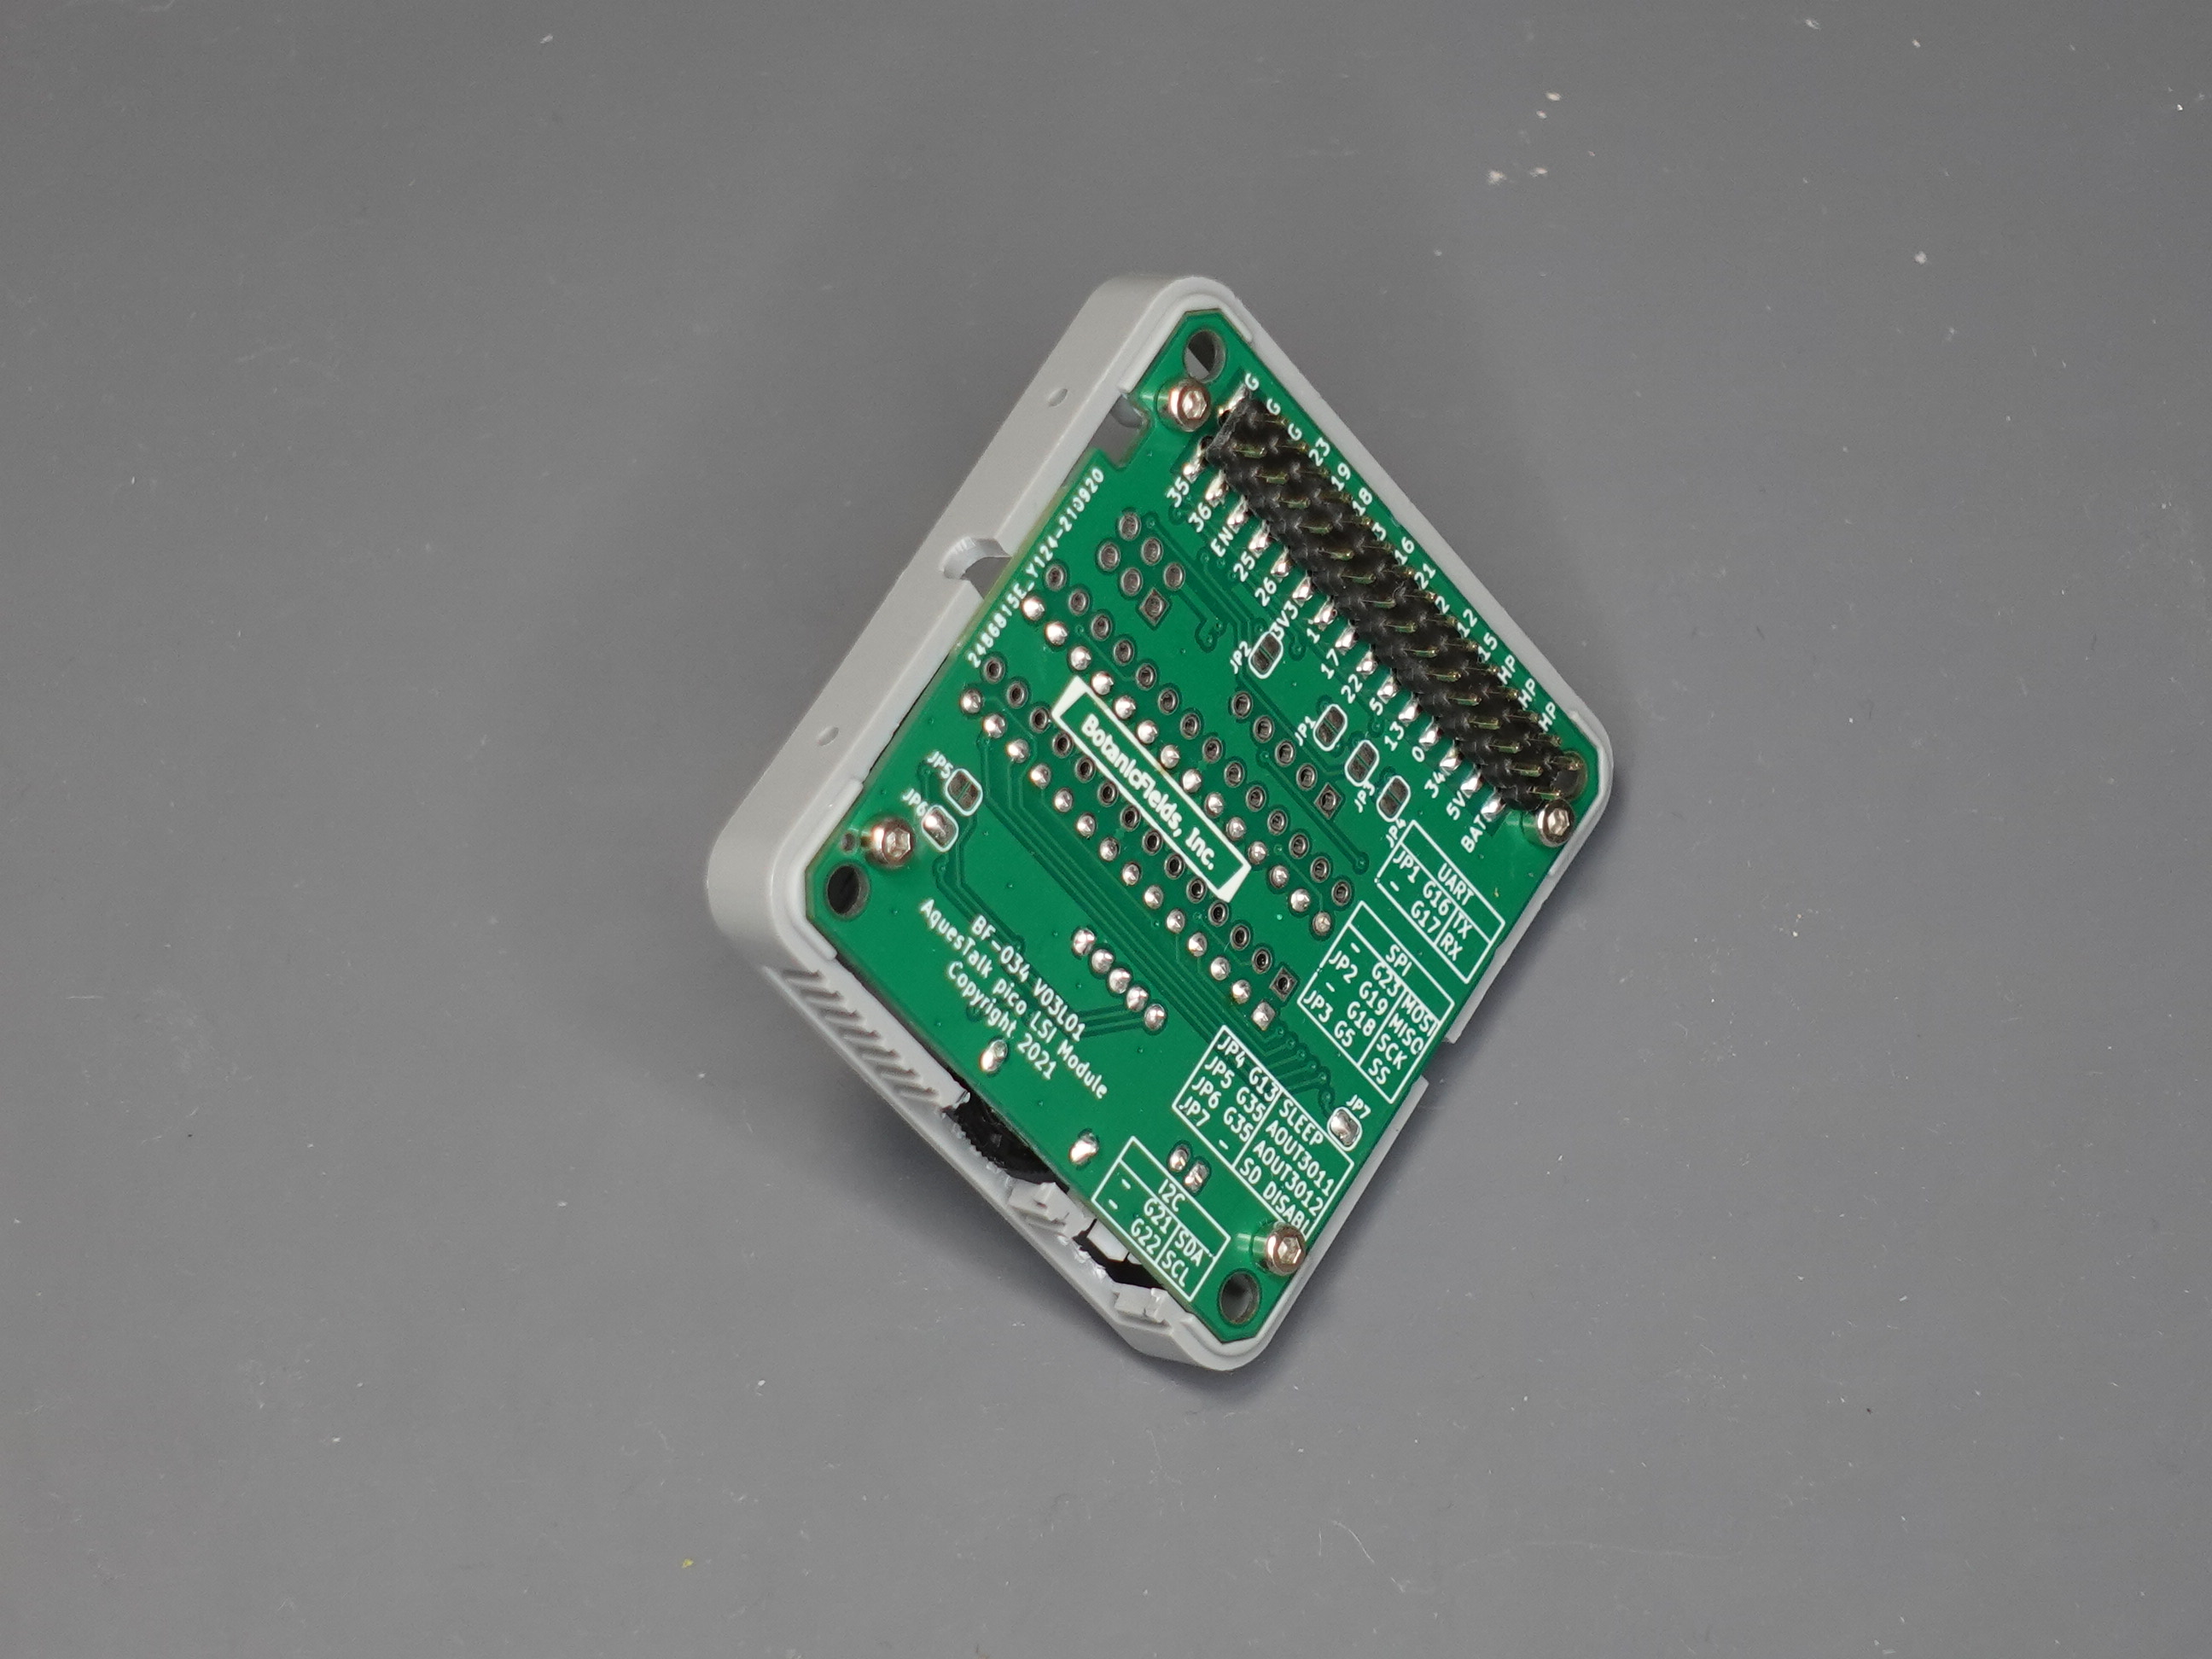 G
G
G
23
19
18
3
16
21
2
12
15
HP
HP
HP
35
36
EN
25
26
3V3
1
17
22
5
13
0
34
5V
BAT
2486815E_Y124-210920
JP2
JP1
JP3
JP4
JP5
JP6
BotanicFields, Inc.
BF-034 V03L01
AquesTalk pico LSI Module
Copyright 2021
UART
JP1 G16 TX
- G17 RX
SPI
- G23 MOSI
JP2 G19 MISO
- G18 SCK
JP3 G5 SS
JP4 G13 SLEEP
JP5 G35 AOUT3011
JP6 G35 AOUT3012
JP7 - SD DISABL
JP7
I2C
- G21 SDA
- G22 SCL